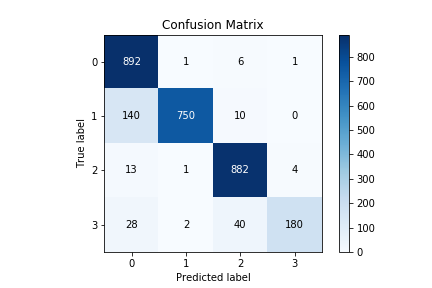 Confusion Matrix
0 892 1 6 1
1 140 750 10 0
2 13 1 882 4
3 28 2 40 180
0 1 2 3
True label
Predicted label
800
700
600
500
400
300
200
100
0